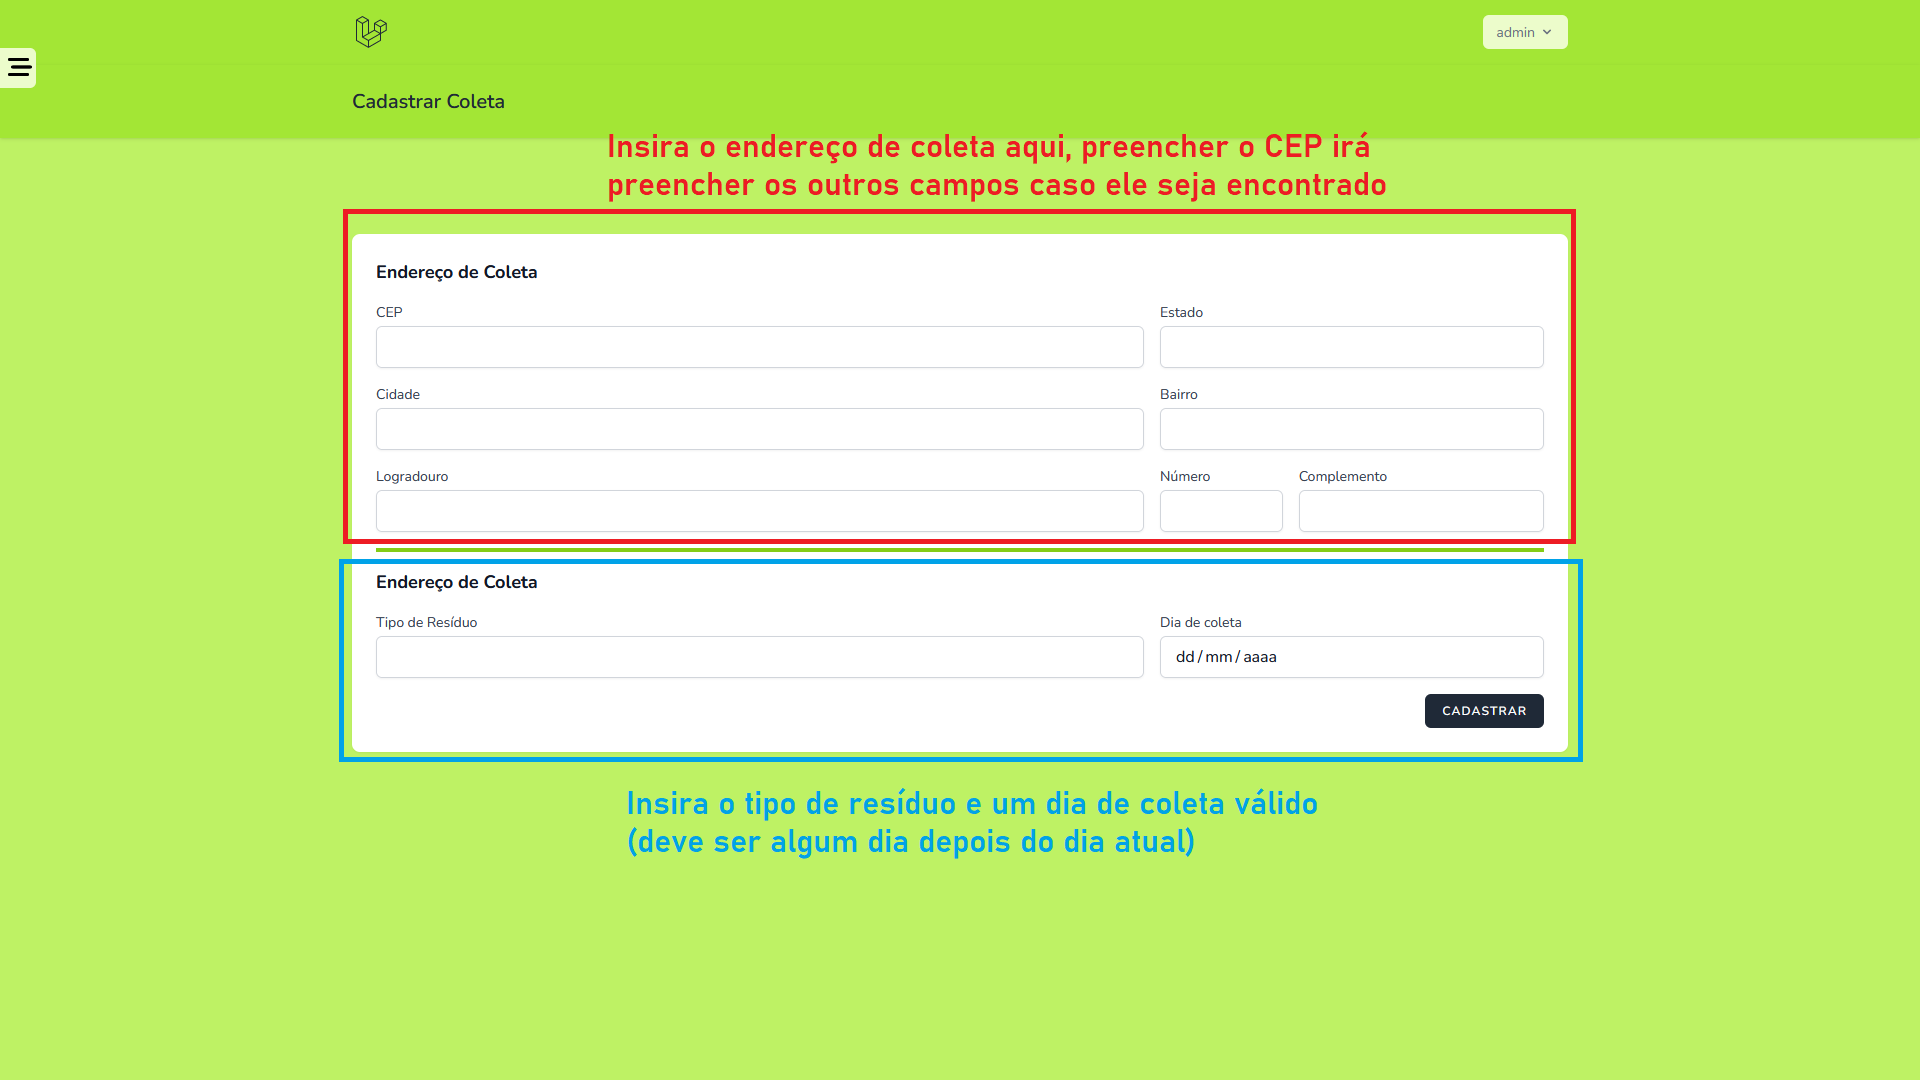 admin
Cadastrar Coleta
Insira o endereço de coleta aqui, preencher o CEP irá
preencher os outros campos caso ele seja encontrado
Endereço de Coleta
CEP
Estado
Cidade
Bairro
Logradouro
Número
Complemento
Endereço de Coleta
Tipo de Resíduo
Dia de coleta
dd/mm/aaaa
CADASTRAR
Insira o tipo de resíduo e um dia de coleta válido
(deve ser algum dia depois do dia atual)